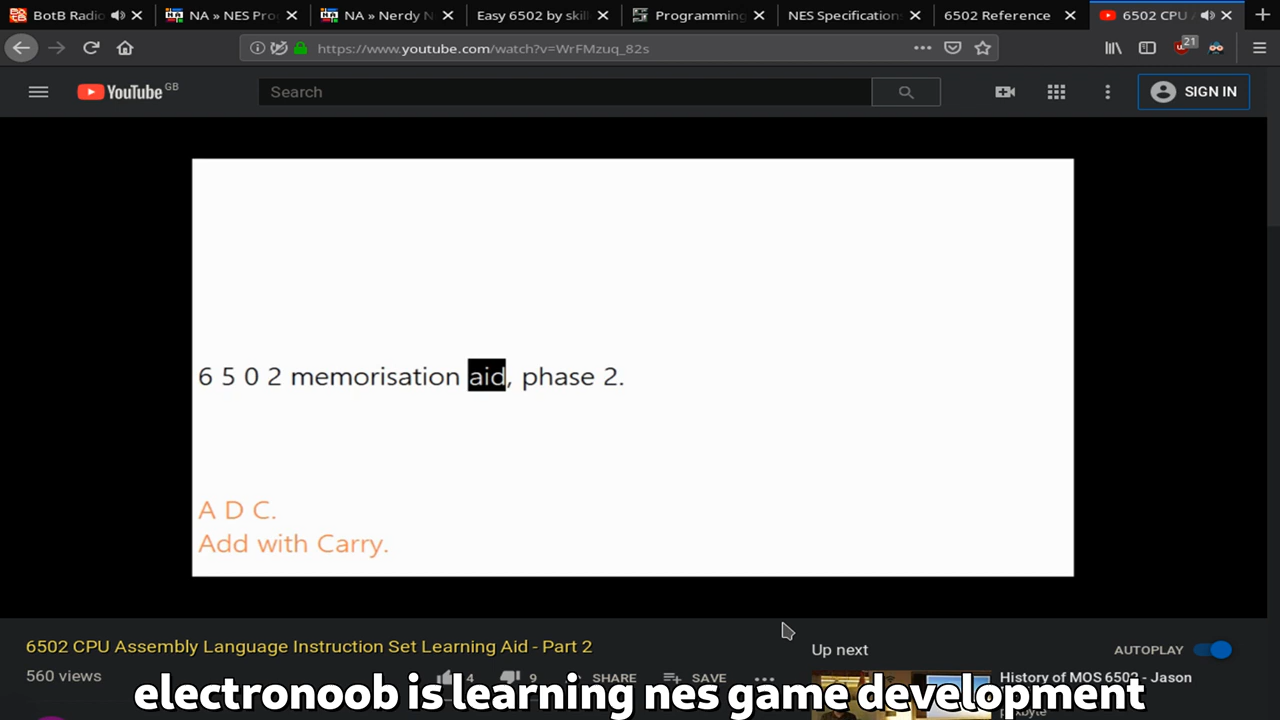 BotB Radio
NA » NES Pro
NA » Nerdy N
Easy 6502 by skil
Programming
NES Specification
6502 Reference
6502 CPU A
https://www.youtube.com/watch?v=WrFMzuq_82s
21
YouTube GB
Search
SIGN IN
6 5 0 2 memorisation aid, phase 2.
A D C.
Add with Carry.
6502 CPU Assembly Language Instruction Set Learning Aid - Part 2
Up next
AUTOPLAY
560 views
4
9
SHARE
SAVE
History of MOS 6502 - Jason
electronoob is learning nes game development